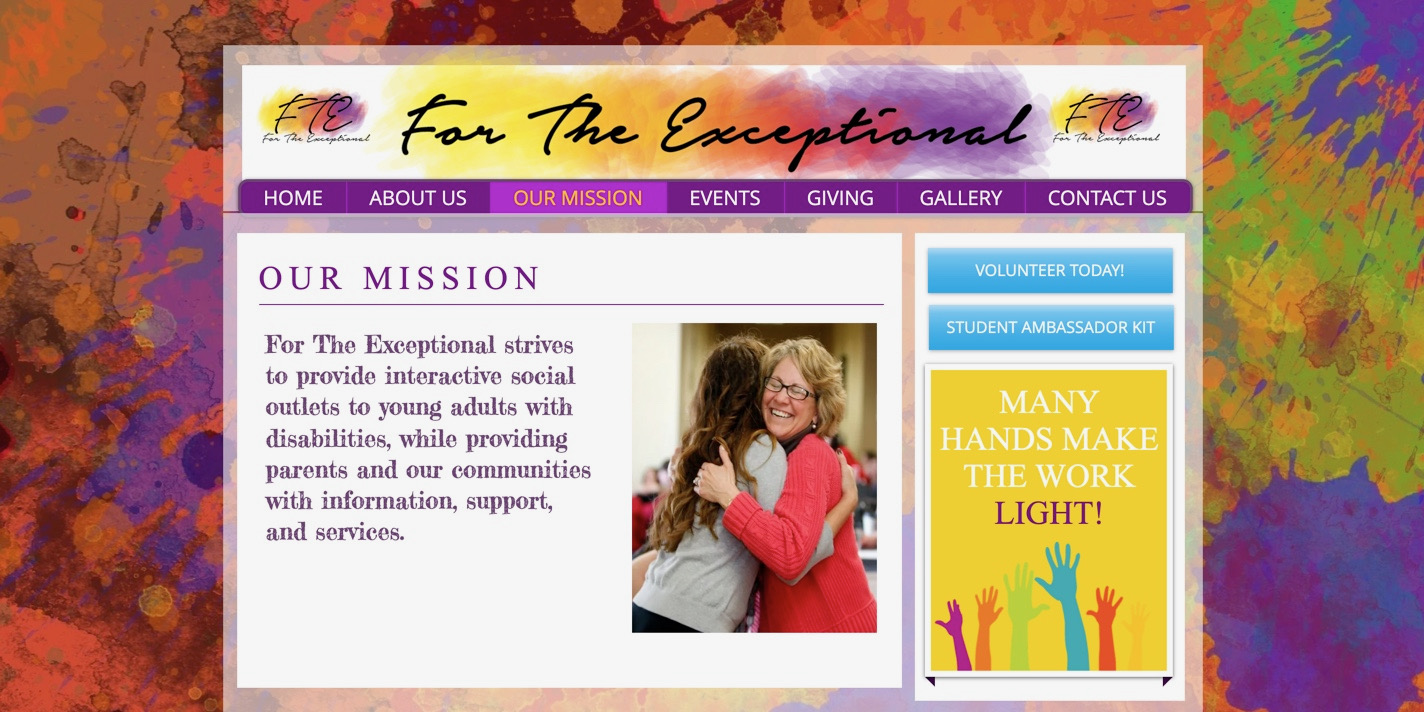 FTE
For The Exceptional
For The Exceptional
FTE
For The Exceptional
HOME ABOUT US OUR MISSION EVENTS GIVING GALLERY CONTACT US
OUR MISSION
For The Exceptional strives
to provide interactive social
outlets to young adults with
disabilities, while providing
parents and our communities
with information, support,
and services.
VOLUNTEER TODAY!
STUDENT AMBASSADOR KIT
MANY
HANDS MAKE
THE WORK
LIGHT!